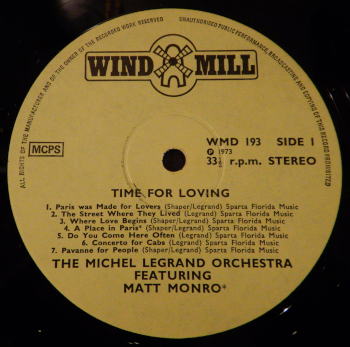 ALL RIGHTS OF THE MANUFACTURER AND OF THE OWNER OF THE RECORDED WORK RESERVED
UNAUTHORISED PUBLIC PERFORMANCE, BROADCASTING AND COPYING OF THIS RECORD PROHIBITED
WIND MILL
MCPS
WMD 193 SIDE 1
℗ 1973
33⅓ r.p.m. STEREO
TIME FOR LOVING
1. Paris was Made for Lovers (Shaper/Legrand) Sparta Florida Music
2. The Street Where They Lived (Legrand) Sparta Florida Music
3. Where Love Begins (Shaper/Legrand) Sparta Florida Music
4. A Place in Paris* (Shaper/Legrand) Sparta Florida Music
5. Do You Come Here Often (Legrand) Sparta Florida Music
6. Concerto for Cabs (Legrand) Sparta Florida Music
7. Pavanne for People (Shaper/Legrand) Sparta Florida Music
THE MICHEL LEGRAND ORCHESTRA
FEATURING
MATT MONRO*